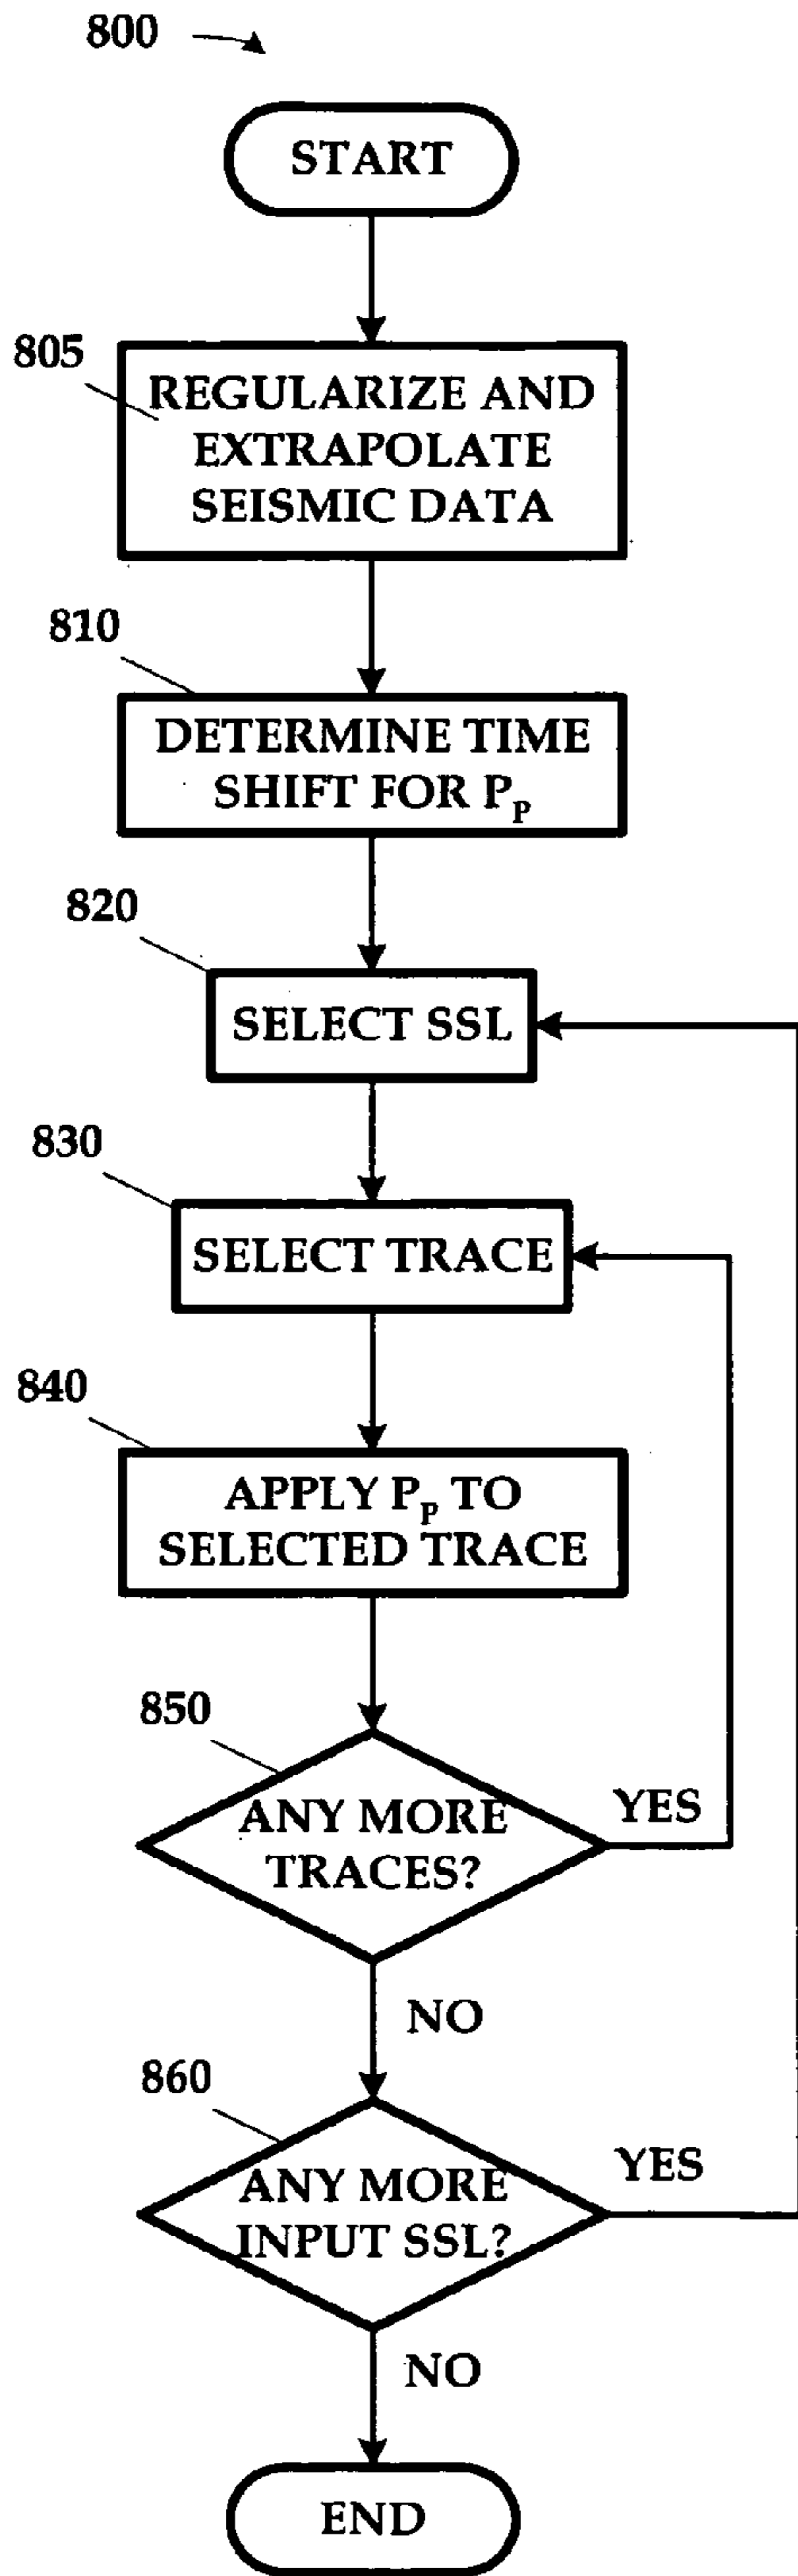 800
START
805
REGULARIZE AND
EXTRAPOLATE
SEISMIC DATA
810
DETERMINE TIME
SHIFT FOR PP
820
SELECT SSL
830
SELECT TRACE
840
APPLY PP TO
SELECTED TRACE
850
ANY MORE
TRACES?
YES
NO
860
ANY MORE
INPUT SSL?
YES
NO
END